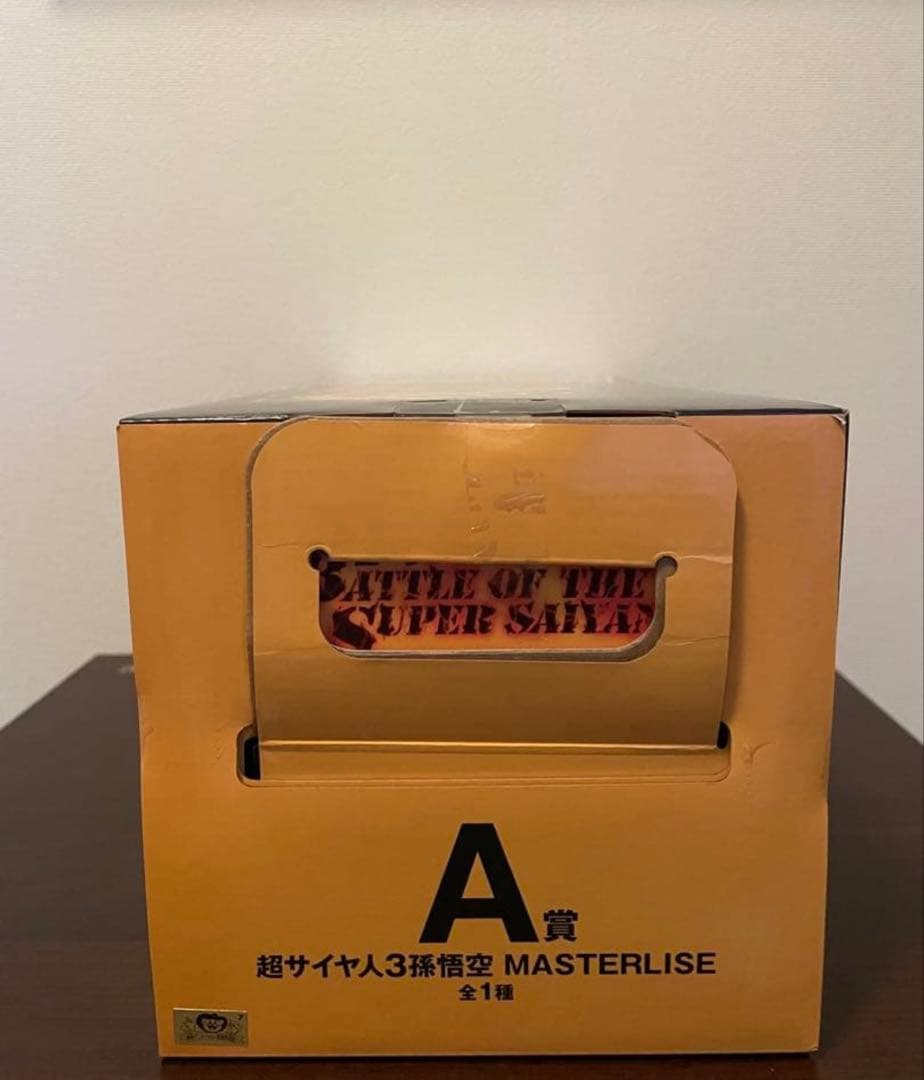 BATTLE OF THE
SUPER SAIYA
A賞
超サイヤ人3孫悟空 MASTERLISE
全1種